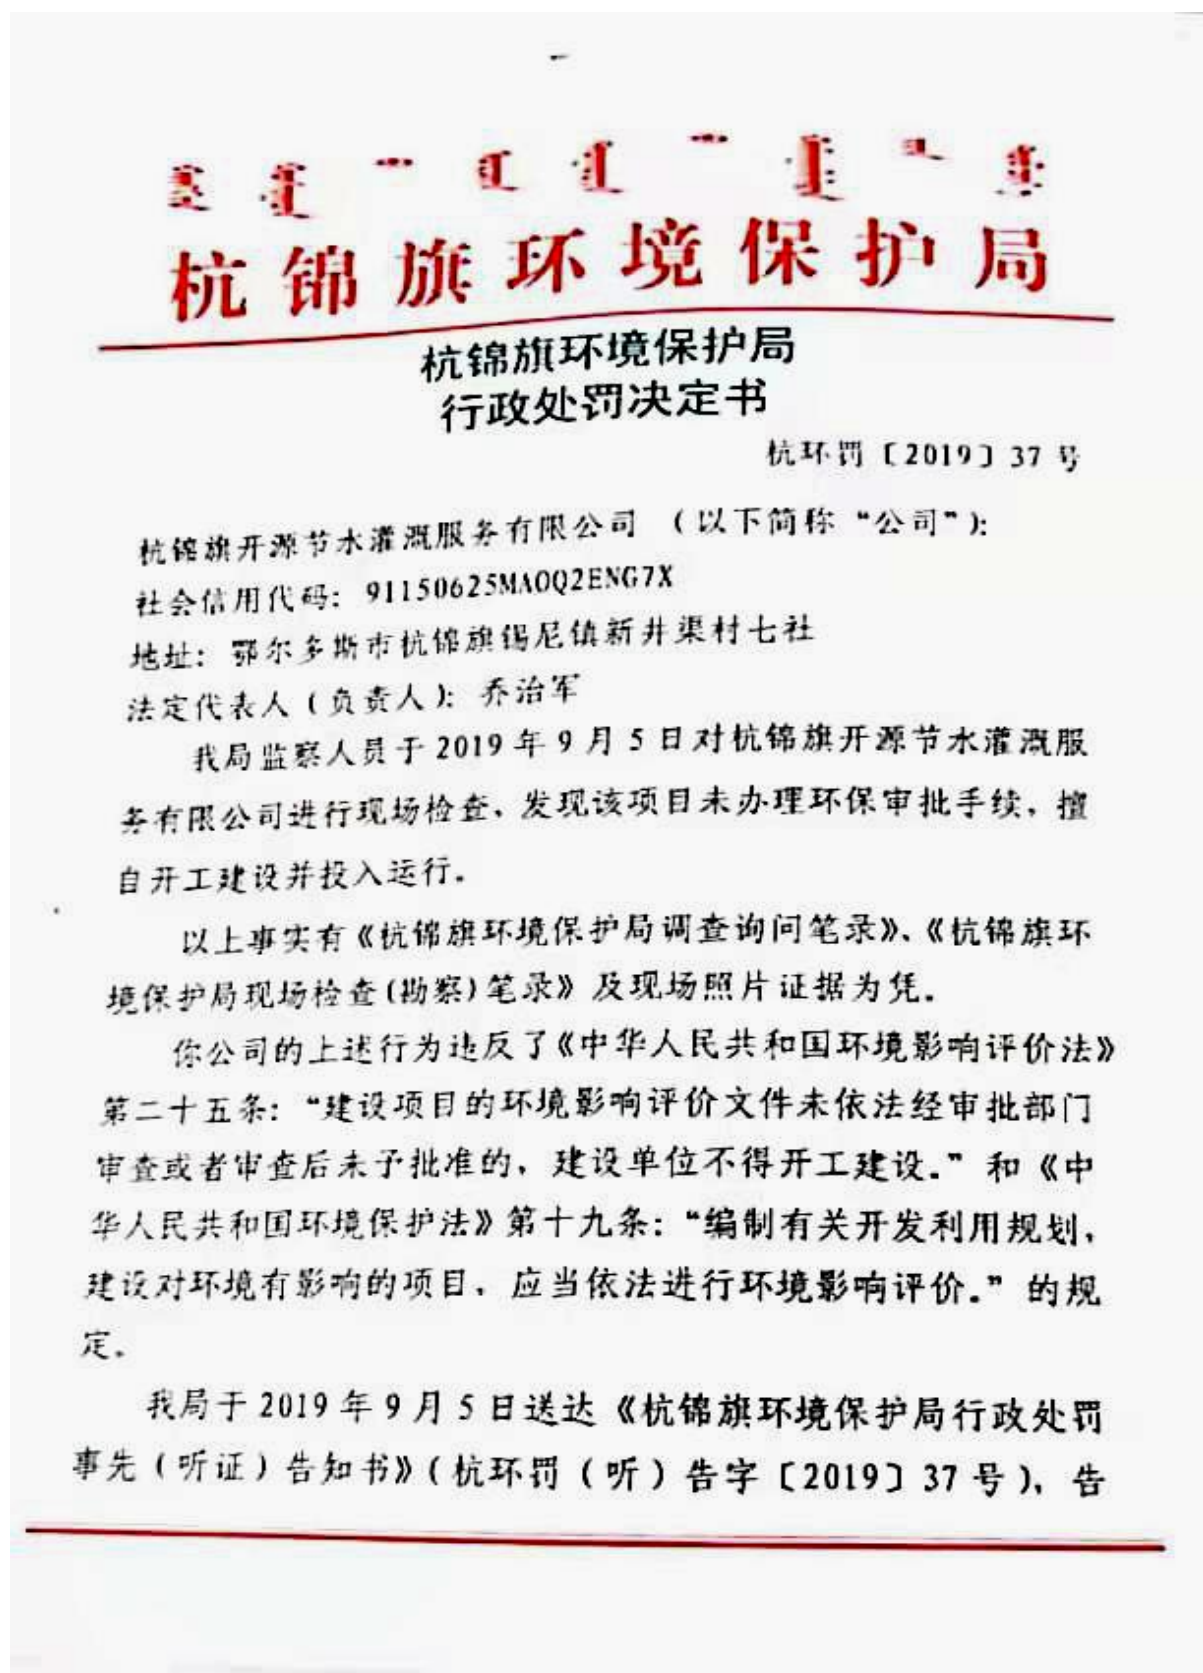 杭锦旗环境保护局
杭锦旗环境保护局
行政处罚决定书
杭环罚〔2019〕37号
杭锦旗开源节水灌溉服务有限公司（以下简称“公司”）：
社会信用代码：91150625MA0Q2ENG7X
地址：鄂尔多斯市杭锦旗锡尼镇新井渠村七社
法定代表人（负责人）：乔治军
我局监察人员于2019年9月5日对杭锦旗开源节水灌溉服
务有限公司进行现场检查，发现该项目未办理环保审批手续，擅
自开工建设并投入运行。
以上事实有《杭锦旗环境保护局调查询问笔录》、《杭锦旗环
境保护局现场检查(勘察)笔录》及现场照片证据为凭。
你公司的上述行为违反了《中华人民共和国环境影响评价法》
第二十五条：“建设项目的环境影响评价文件未依法经审批部门
审查或者审查后未予批准的，建设单位不得开工建设。”和《中
华人民共和国环境保护法》第十九条：“编制有关开发利用规划，
建设对环境有影响的项目，应当依法进行环境影响评价。”的规
定。
我局于2019年9月5日送达《杭锦旗环境保护局行政处罚
事先（听证）告知书》（杭环罚（听）告字〔2019〕37号），告